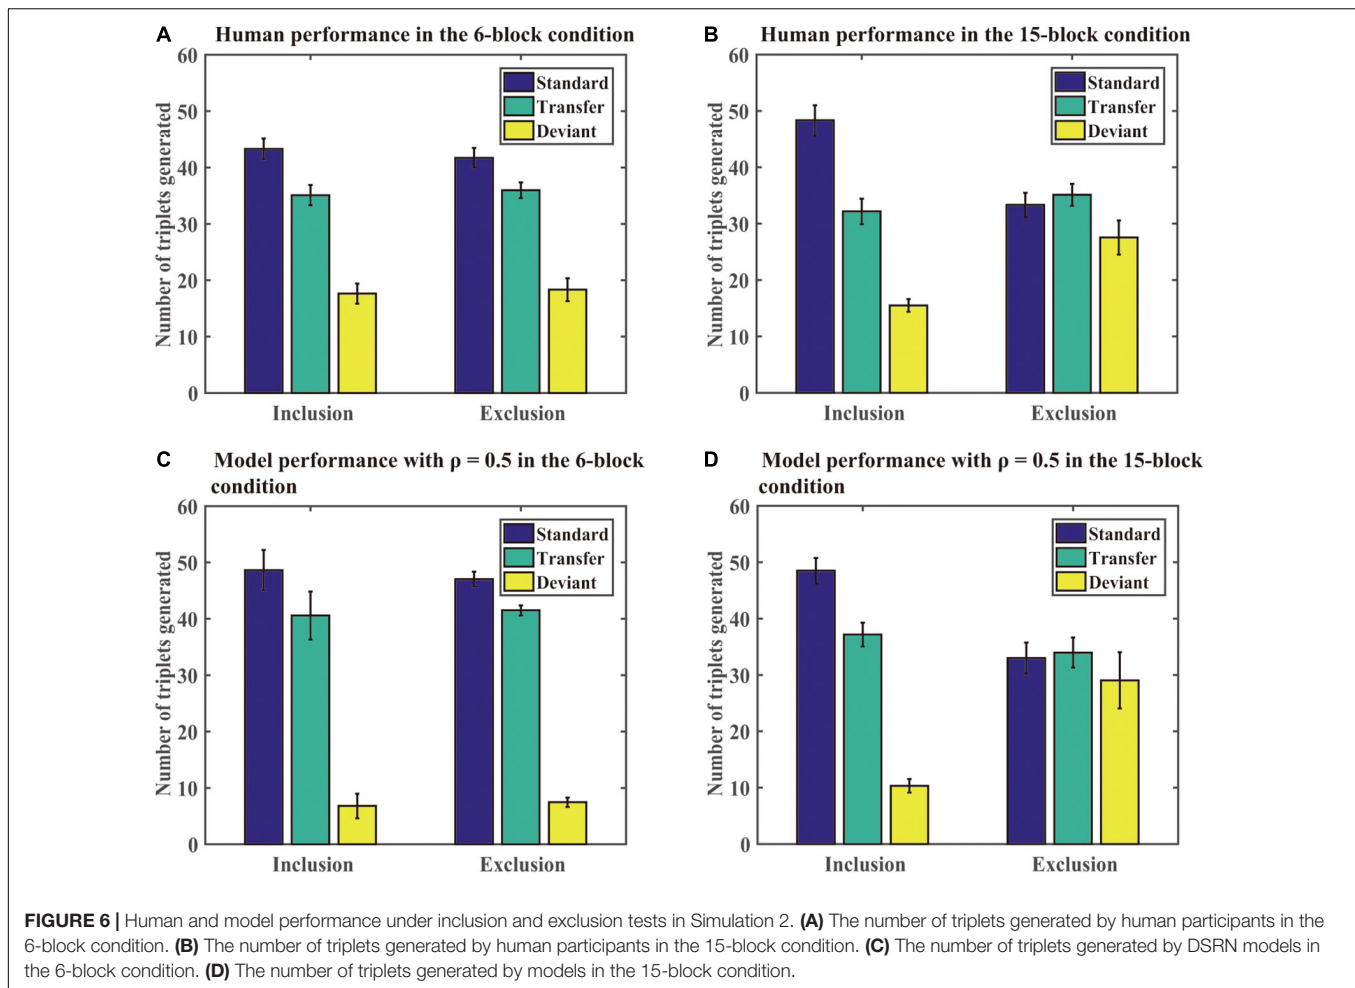 A
Human performance in the 6-block condition
60
50
40
30
20
10
0
Number of triplets generated
Standard
Transfer
Deviant
Inclusion
Exclusion
B
Human performance in the 15-block condition
60
50
40
30
20
10
0
Number of triplets generated
Standard
Transfer
Deviant
Inclusion
Exclusion
C
Model performance with ρ = 0.5 in the 6-block
condition
60
50
40
30
20
10
0
Number of triplets generated
Standard
Transfer
Deviant
Inclusion
Exclusion
D
Model performance with ρ = 0.5 in the 15-block
condition
60
50
40
30
20
10
0
Number of triplets generated
Standard
Transfer
Deviant
Inclusion
Exclusion
FIGURE 6 | Human and model performance under inclusion and exclusion tests in Simulation 2. (A) The number of triplets generated by human participants in the
6-block condition. (B) The number of triplets generated by human participants in the 15-block condition. (C) The number of triplets generated by DSRN models in
the 6-block condition. (D) The number of triplets generated by models in the 15-block condition.